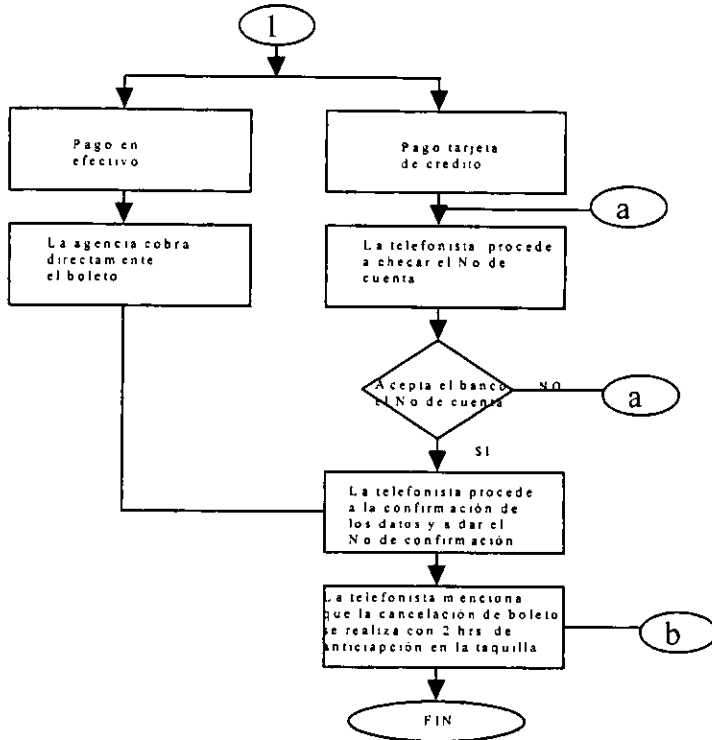 1
Pago en
efectivo
Pago tarjeta
de credito
a
La agencia cobra
directamente
el boleto
La telefonista procede
a checar el No de
cuenta
Acepta el banco
el No de cuenta
NO
a
SI
La telefonista procede
a la confirmación de
los datos y a dar el
No de confirmación
La telefonista menciona
que la cancelación de boleto
se realiza con 2 hrs. de
anticiapción en la taquilla
b
FIN